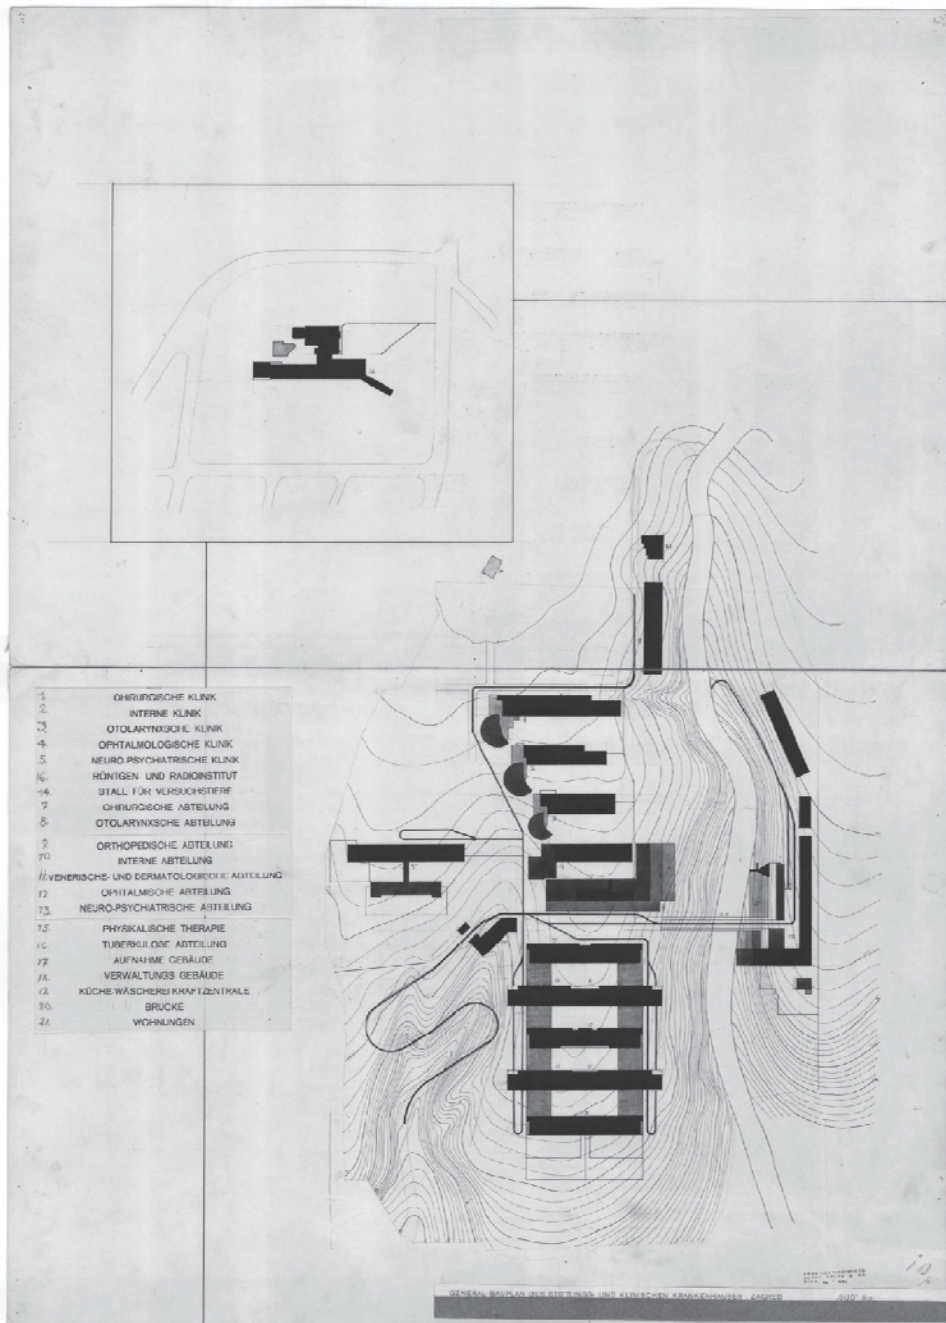 1. CHIRURGISCHE KLINIK
2 INTERNE KLINIK
3. OTOLARYNXSCHE KLINIK
4. OPHTALMOLOGISCHE KLINIK
5. NEURO-PSYCHIATRISCHE KLINIK
16. RÖNTGEN UND RADIOINSTITUT
14. STALL FÜR VERSUCHSTIERE
7 CHIRURGISCHE ABTEILUNG
8. OTOLARYNXSCHE ABTEILUNG
9 ORTHOPEDISCHE ABTEILUNG
10. INTERNE ABTEILUNG
11. VENERISCHE- UND DERMATOLOGISCHE ABTEILUNG
12. OPHTALMISCHE ABTEILUNG
13. NEURO-PSYCHIATRISCHE ABTEILUNG
15. PHYSIKALISCHE THERAPIE
16. TUBERKULOSE ABTEILUNG
17. AUFNAHME GEBÄUDE
18. VERWALTUNGS GEBÄUDE
19. KÜCHE-WÄSCHEREI KRAFTZENTRALE
20. BRÜCKE
21. WOHNUNGEN
GENERAL-BAUPLAN DES STIFTUNGS- UND KLINISCHEN KRANKENHAUSES , ZAGREB